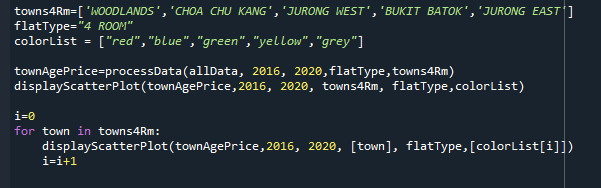 towns4Rm=['WOODLANDS','CHOA CHU KANG','JURONG WEST','BUKIT BATOK','JURONG EAST']
flatType="4 ROOM"
colorList = ["red","blue","green","yellow","grey"]
townAgePrice=processData(allData, 2016, 2020,flatType,towns4Rm)
displayScatterPlot(townAgePrice,2016, 2020, towns4Rm, flatType,colorList)
i=0
for town in towns4Rm:
    displayScatterPlot(townAgePrice,2016, 2020, [town], flatType,[colorList[i]])
    i=i+1